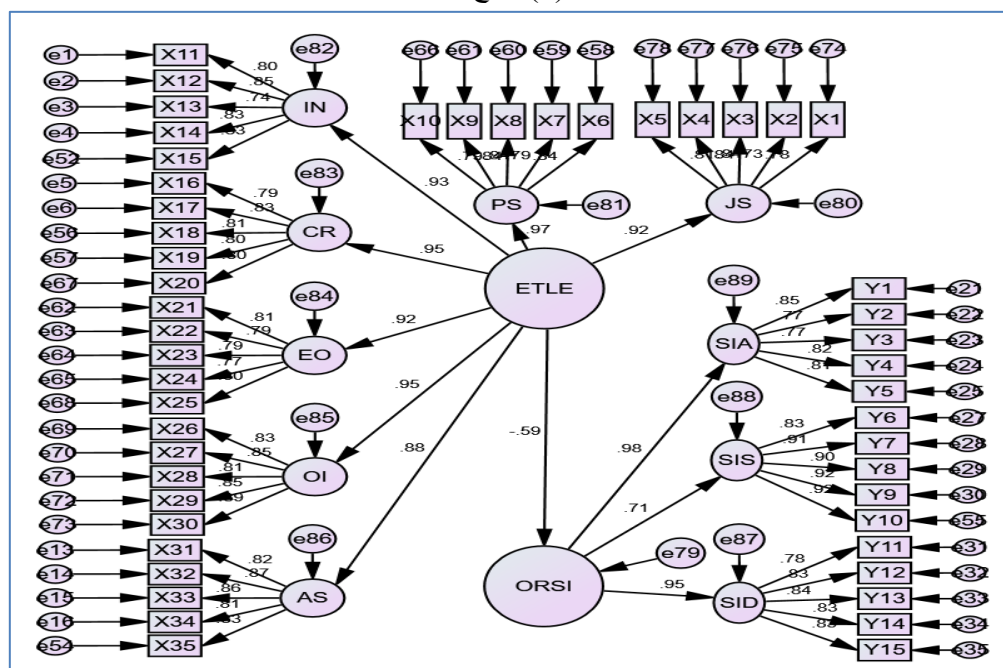 e82 e66 e61 e60 e59 e58 e78 e77 e76 e75 e74
e1 X11
e2 X12
e3 X13
e4 X14
e52 X15
.80
.85
.74
.83
IN
X10 X9 X8 X7 X6 X5 X4 X3 X2 X1
PS e81 JS e80
.93
.97
.92
e5 X16
e6 X17
e56 X18
e57 X19
e67 X20
.79
.83
.81
.80
e83
CR
.95
ETLE
e62 X21
e63 X22
e64 X23
e65 X24
e68 X25
.81
.79
.79
.77
e84
EO
.92
e69 X26
e70 X27
e71 X28
e72 X29
e73 X30
.83
.85
.81
.85
e85
OI
.95
e13 X31
e14 X32
e15 X33
e16 X34
e54 X35
.82
.87
.86
.81
e86
AS
.88
-.59
ORSI
e79
.98
.71
.95
e89
SIA
.85
.77
.77
.82
Y1 e21
Y2 e22
Y3 e23
Y4 e24
Y5 e25
e88
SIS
.83
.91
.90
.92
Y6 e27
Y7 e28
Y8 e29
Y9 e30
Y10 e55
e87
SID
.78
.83
.84
.83
Y11 e31
Y12 e32
Y13 e33
Y14 e34
Y15 e35